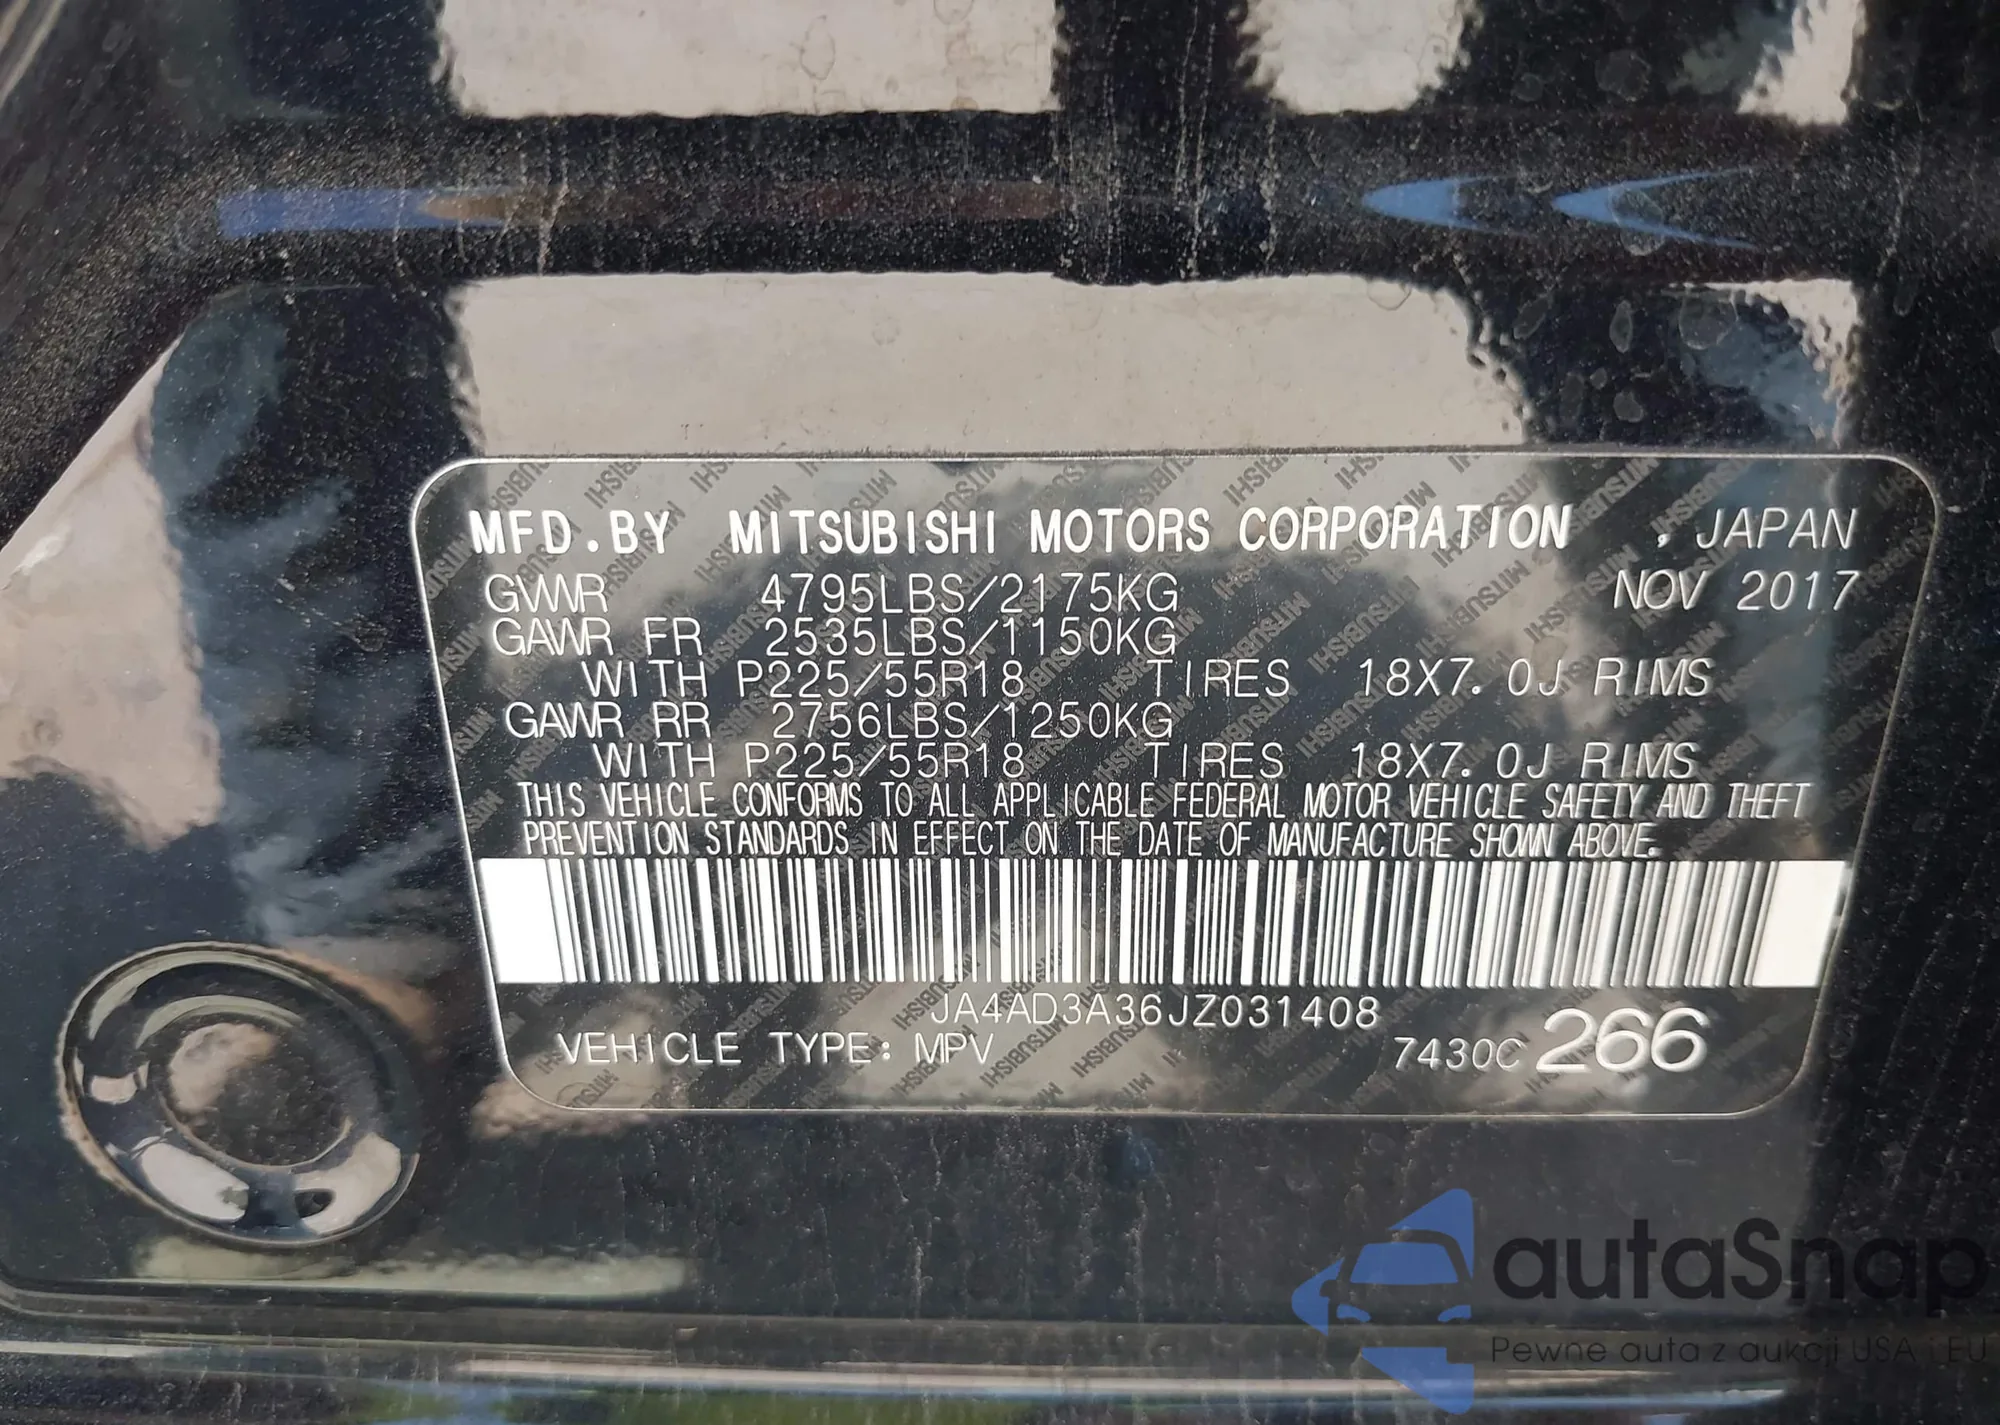 MFD.BY MITSUBISHI MOTORS CORPORATION , JAPAN
GVWR 4795LBS/2175KG NOV 2017
GAWR FR 2535LBS/1150KG
WITH P225/55R18 TIRES 18X7.0J RIMS
GAWR RR 2756LBS/1250KG
WITH P225/55R18 TIRES 18X7.0J RIMS
THIS VEHICLE CONFORMS TO ALL APPLICABLE FEDERAL MOTOR VEHICLE SAFETY AND THEFT
PREVENTION STANDARDS IN EFFECT ON THE DATE OF MANUFACTURE SHOWN ABOVE.
JA4AD3A36JZ031408
VEHICLE TYPE: MPV 7430C 266
autaSnap
Pewne auta z aukcji USA i EU